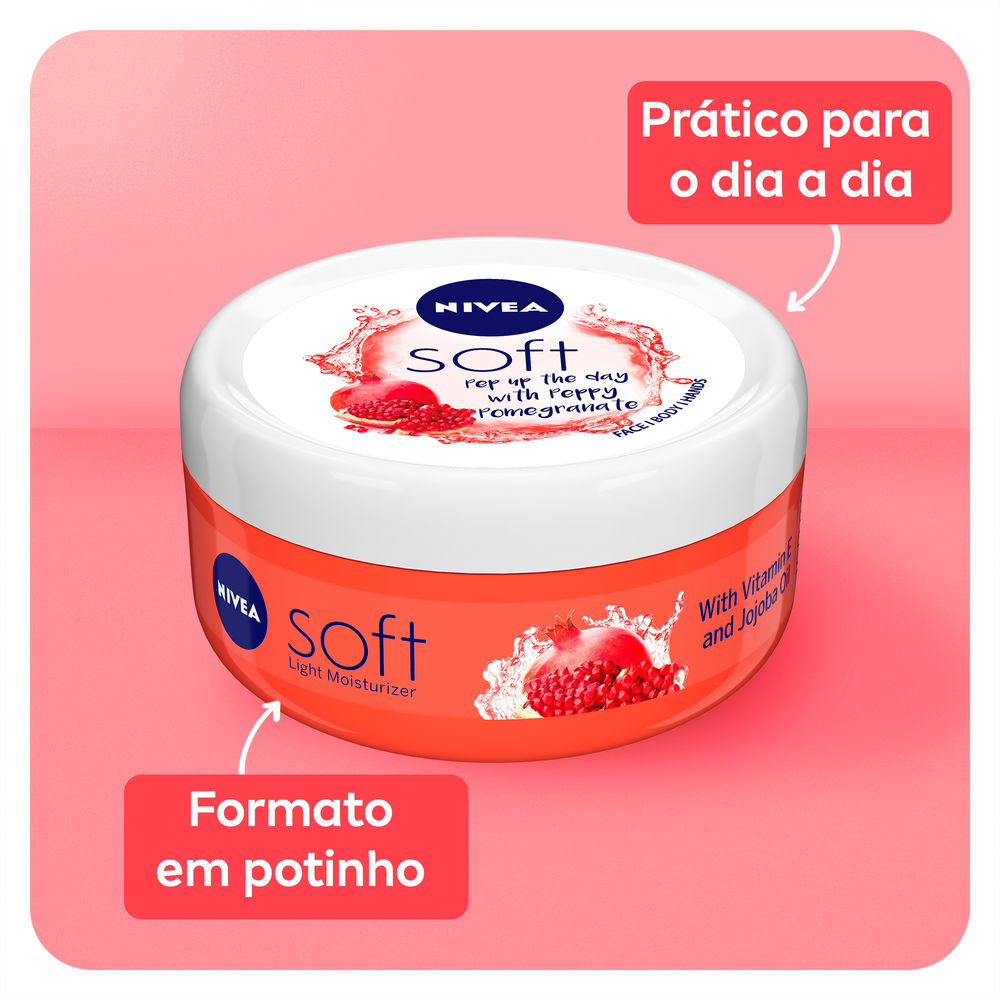 Prático para
o dia a dia
NIVEA
soft
pep up the day
with peppy
pomegranate
FACE | BODY | HANDS
NIVEA
soft
Light Moisturizer
With Vitamin E
and Jojoba Oil
Formato
em potinho